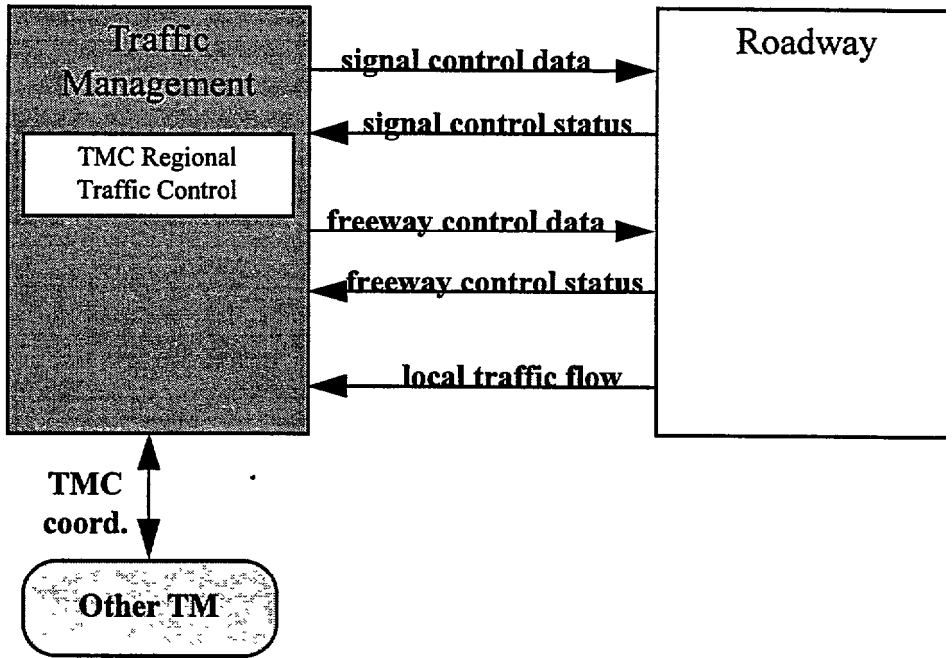 Traffic
Management
TMC Regional
Traffic Control
signal control data
signal control status
freeway control data
freeway control status
local traffic flow
Roadway
TMC
coord.
Other TM